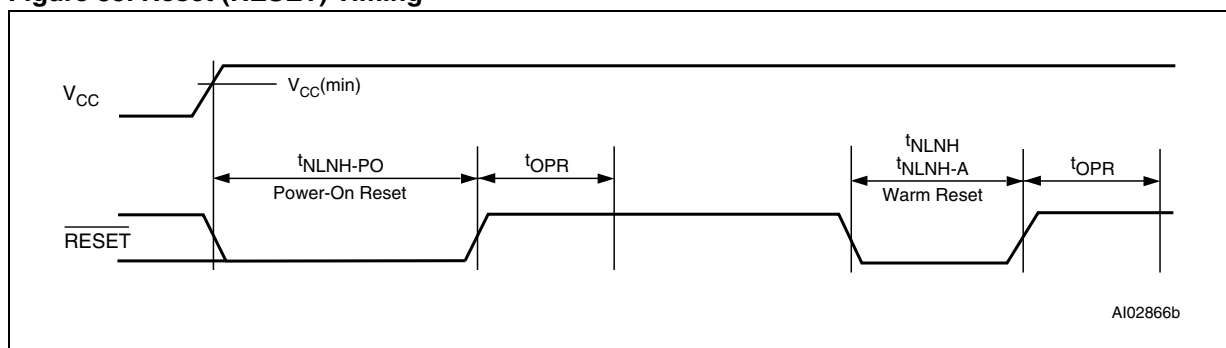 Figure 35. Reset (RESET) Timing
VCC
VCC(min)
tNLNH-PO
Power-On Reset
tOPR
tNLNH
tNLNH-A
Warm Reset
tOPR
RESET
AI02866b